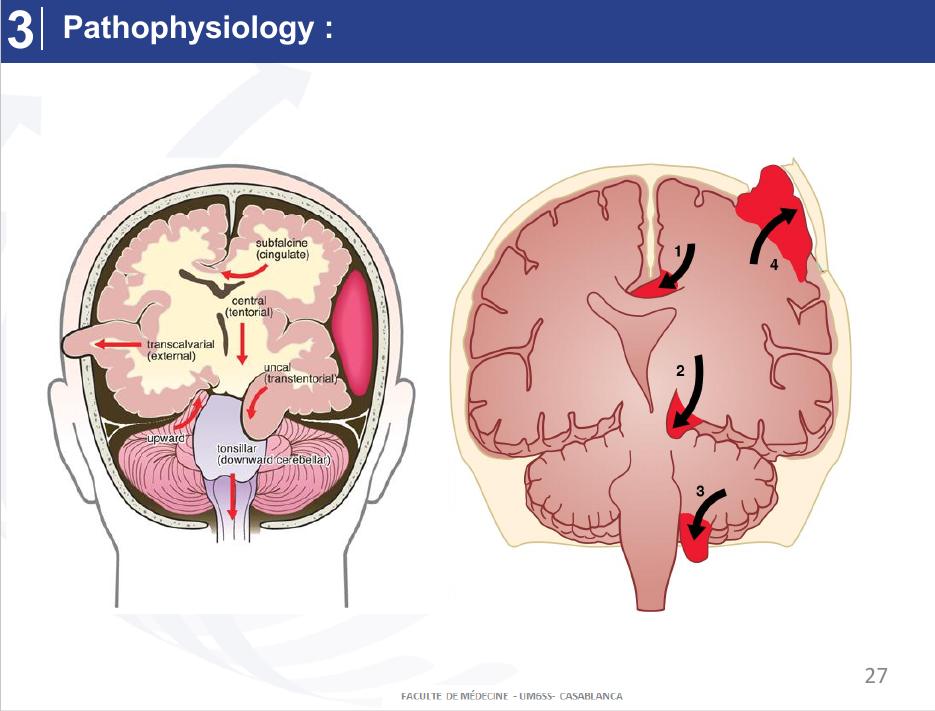 3 Pathophysiology :
subfalcine
(cingulate)
central
(tentorial)
transcalvarial
(external)
uncal
(transtentorial)
upward
tonsillar
(downward cerebellar)
1
4
2
3
27
FACULTE DE MÉDECINE - UM6SS- CASABLANCA